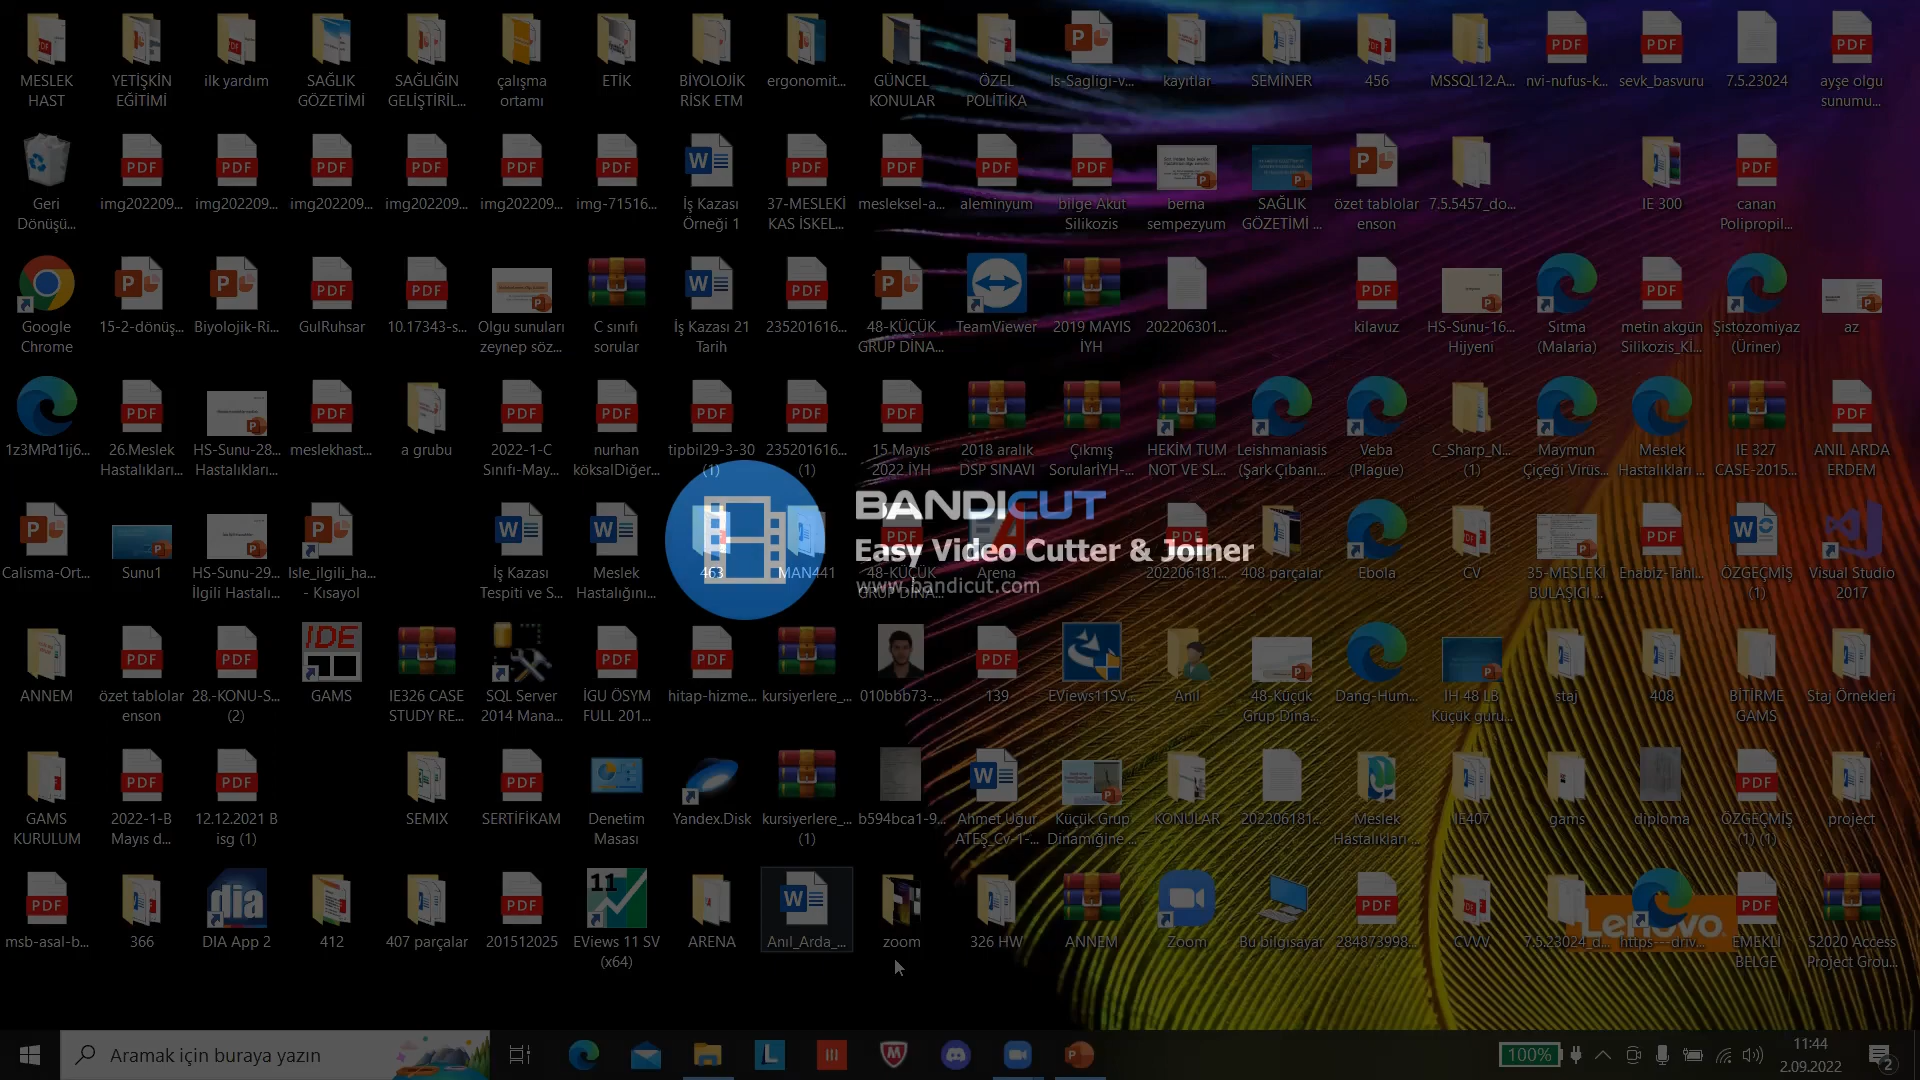 MESLEK HAST
YETİŞKİN EĞİTİMİ
ilk yardım
SAĞLIK GÖZETİMİ
SAĞLIĞIN GELİŞTİRİL...
çalışma ortamı
ETİK
BİYOLOJİK RİSK ETM
ergonomit...
GÜNCEL KONULAR
ÖZEL POLİTİKA
Is-Sagligi-v...
kayıtlar
SEMİNER
456
MSSQL12.A...
nvi-nufus-k...
sevk_basvuru
7.5.23024
ayşe olgu sunumu...
Geri Dönüşü...
img202209...
img202209...
img202209...
img202209...
img202209...
img-71516...
İş Kazası Örneği 1
37-MESLEKİ KAS İSKEL...
mesleksel-a...
aleminyum
bilge Akut Silikozis
berna sempezyum
SAĞLIK GÖZETİMİ ...
özet tablolar enson
7.5.5457_do...
IE 300
canan Polipropil...
Google Chrome
15-2-dönüş...
Biyolojik-Ri...
GulRuhsar
10.17343-s...
Olgu sunuları zeynep söz...
C sınıfı sorular
İş Kazası 21 Tarih
235201616...
48-KÜÇÜK GRUP DİNA...
TeamViewer
2019 MAYIS İYH
202206301...
kilavuz
HS-Sunu-16... Hijyeni
Sıtma (Malaria)
metin akgün Silikozis_Kİ...
Şistozomiyaz (Üriner)
az
1z3MPd1ij6...
26.Meslek Hastalıkları...
HS-Sunu-28... Hastalıkları...
meslekhast...
a grubu
2022-1-C Sınıfı-May...
nurhan köksalDiğer...
tipbil29-3-30 (1)
235201616... (1)
15 Mayıs 2022 İYH
2018 aralık DSP SINAVI
Çıkmış SorularİYH-...
HEKİM TUM NOT VE SL...
Leishmaniasis (Şark Çıbanı...
Veba (Plague)
C_Sharp_N... (1)
Maymun Çiçeği Virüs...
Meslek Hastalıkları ...
IE 327 CASE-2015...
ANIL ARDA ERDEM
BANDICUT
Easy Video Cutter & Joiner
www.bandicut.com
Calisma-Ort...
Sunu1
HS-Sunu-29... İlgili Hastalı...
Isle_ilgili_ha... - Kısayol
İş Kazası Tespiti ve S...
Meslek Hastalığını...
463
MAN441
48-KÜÇÜK GRUP DİNA...
Arena
202206181...
408 parçalar
Ebola
CV
35-MESLEKİ BULAŞICI ...
Enabiz-Tahl...
ÖZGEÇMİŞ (1)
Visual Studio 2017
ANNEM
özet tablolar enson
28.-KONU-S... (2)
GAMS
IE326 CASE STUDY RE...
SQL Server 2014 Mana...
İGU ÖSYM FULL 201...
hitap-hizme...
kursiyerlere_...
010bbb73-...
139
EViews11SV...
Anıl
48-Küçük Grup Dina...
Dang-Hum...
IH 48 LB Küçük guru...
staj
408
BİTİRME GAMS
Staj Örnekleri
GAMS KURULUM
2022-1-B Mayıs d...
12.12.2021 B isg (1)
SEMIX
SERTİFİKAM
Denetim Masası
Yandex.Disk
kursiyerlere_... (1)
b594bca1-9...
Ahmet Uğur ATEŞ_Cv-1-...
Küçük Grup Dinamiğine ...
KONULAR
202206181...
Meslek Hastalıkları ...
IE407
gams
diploma
ÖZGEÇMİŞ (1) (1)
project
msb-asal-b...
366
DIA App 2
412
407 parçalar
201512025
EViews 11 SV (x64)
ARENA
Anıl_Arda_...
zoom
326 HW
ANNEM
Zoom
Bu bilgisayar
284873998...
CVVV
7.5.23024_d...
https---driv...
EMEKLİ BELGE
S2020 Access Project Grou...
Lenovo
Aramak için buraya yazın
100%
11:44
2.09.2022
2